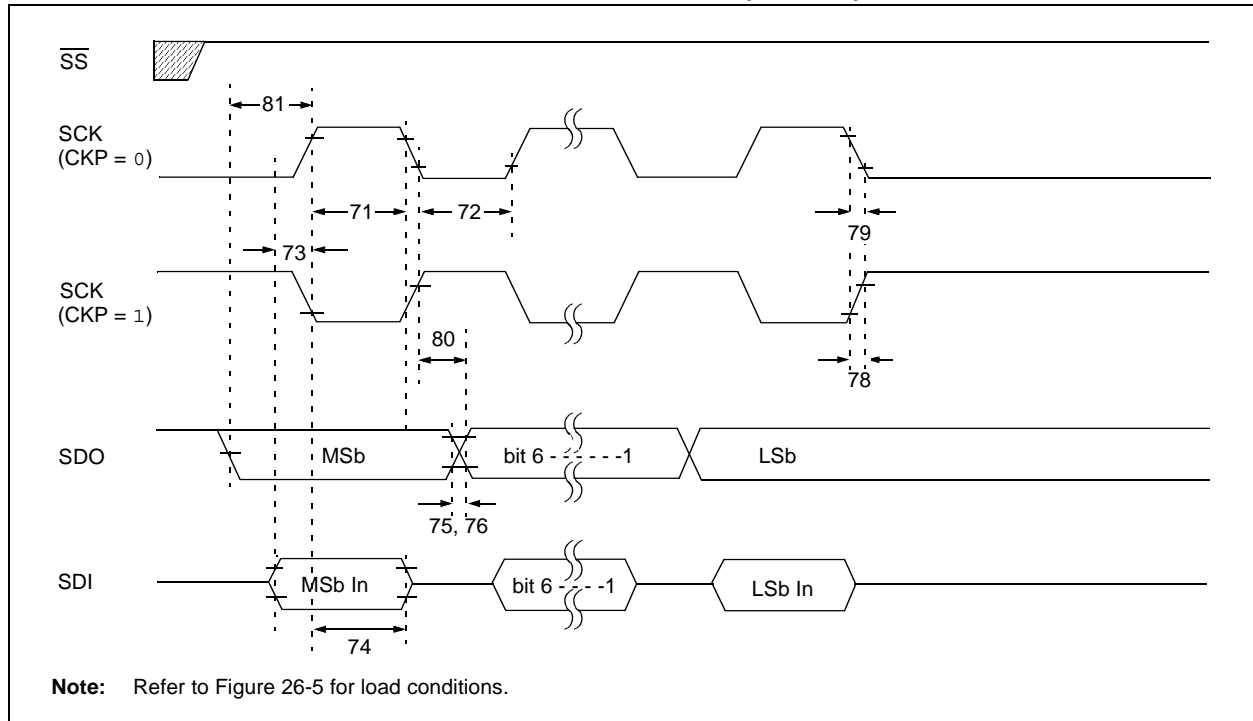 SS
81
SCK
(CKP = 0)
71
72
79
73
SCK
(CKP = 1)
80
78
SDO
MSb
bit 6 - - - - - - -1
LSb
75, 76
SDI
MSb In
bit 6 - - - - -1
LSb In
74
Note: Refer to Figure 26-5 for load conditions.